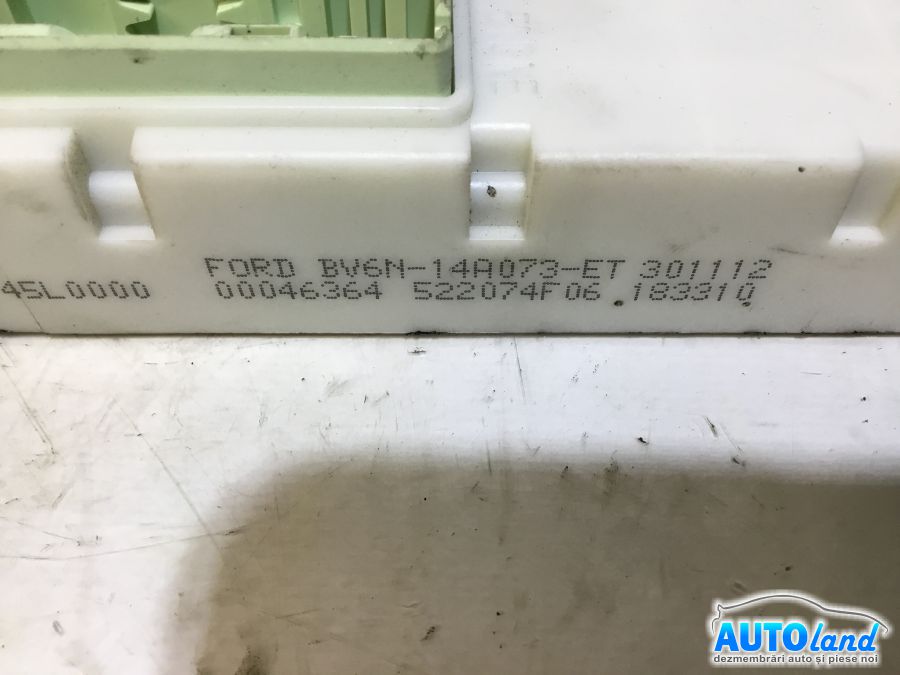 FORD BV6N-14A073-ET 301112
45L0000 00046364 522074F06 183310
AUTOland
dezmembrări auto și piese noi